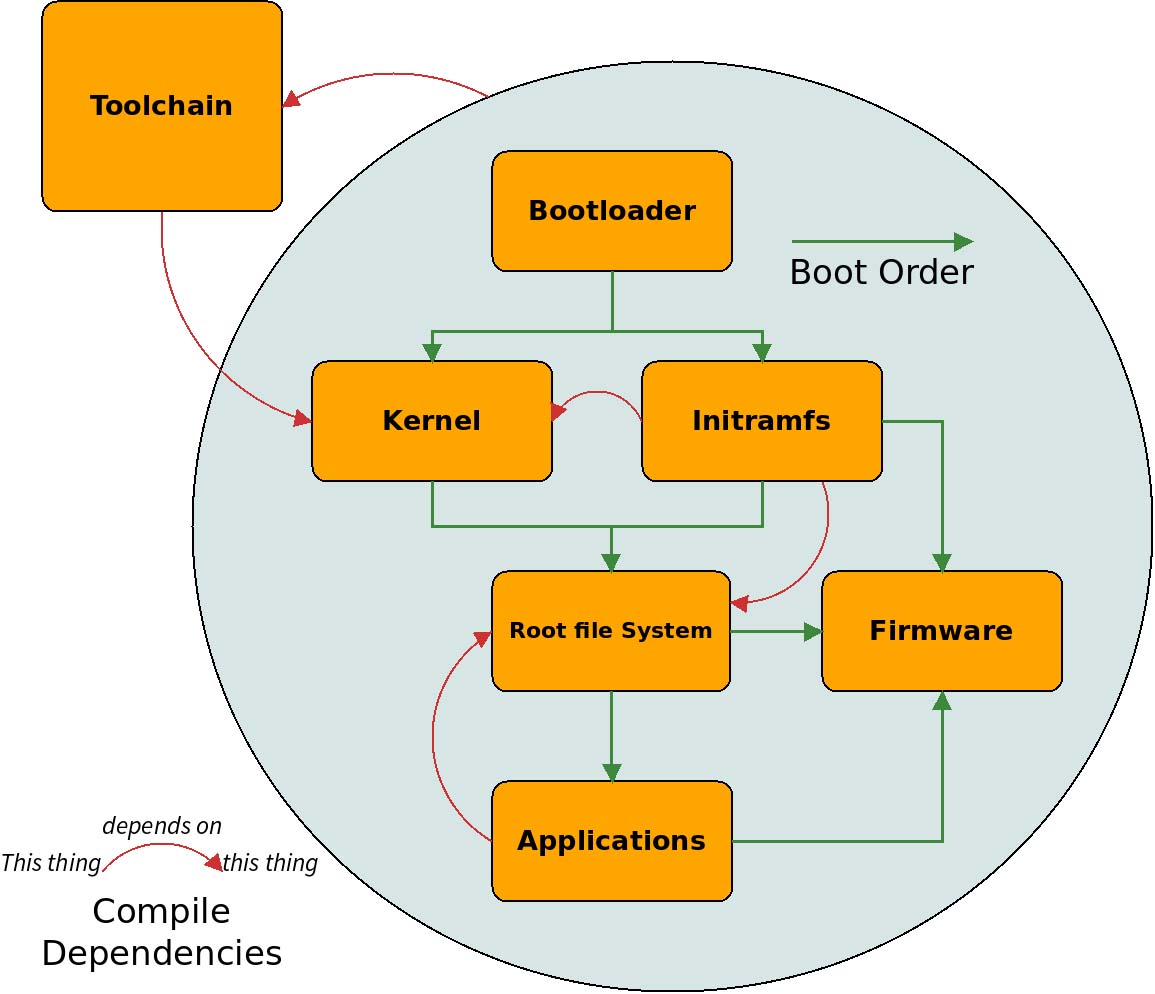 Toolchain
Bootloader
Boot Order
Kernel
Initramfs
Root file System
Firmware
Applications
depends on
This thing
this thing
Compile
Dependencies